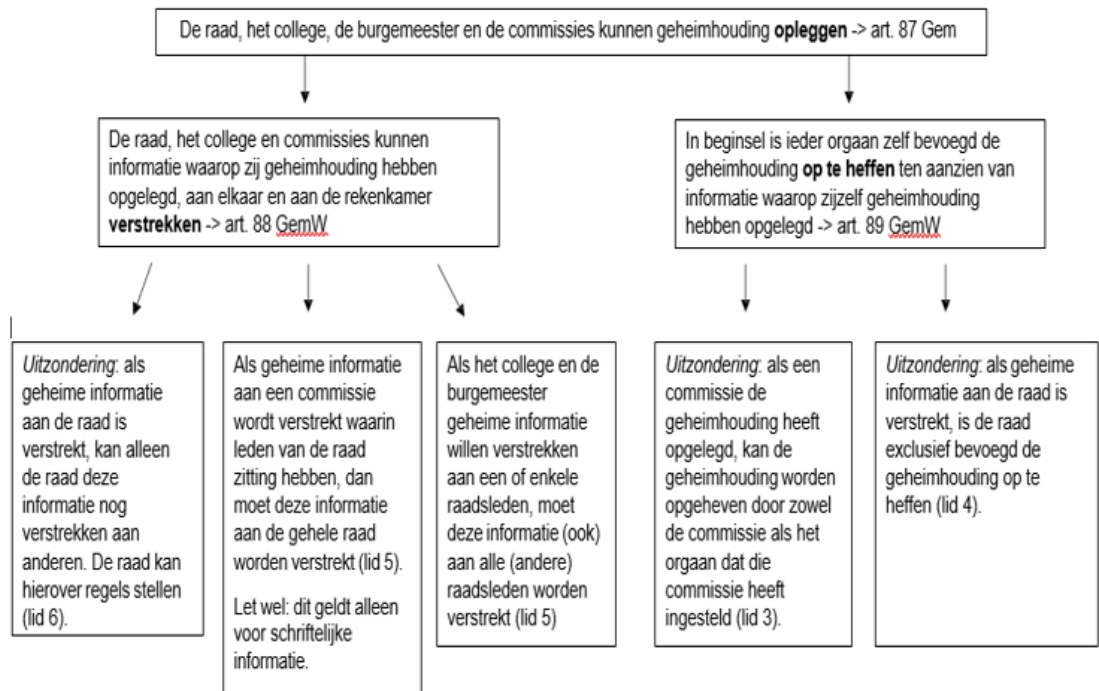 De raad, het college, de burgemeester en de commissies kunnen geheimhouding opleggen -> art. 87 Gem
De raad, het college en commissies kunnen
informatie waarop zij geheimhouding hebben
opgelegd, aan elkaar en aan de rekenkamer
verstrekken -> art. 88 GemW
In beginsel is ieder orgaan zelf bevoegd de
geheimhouding op te heffen ten aanzien van
informatie waarop zijzelf geheimhouding
hebben opgelegd -> art. 89 GemW
Uitzondering: als
geheime informatie
aan de raad is
verstrekt, kan alleen
de raad deze
informatie nog
verstrekken aan
anderen. De raad kan
hierover regels stellen
(lid 6).
Als geheime informatie
aan een commissie
wordt verstrekt waarin
leden van de raad
zitting hebben, dan
moet deze informatie
aan de gehele raad
worden verstrekt (lid 5).
Let wel: dit geldt alleen
voor schriftelijke
informatie.
Als het college en de
burgemeester
geheime informatie
willen verstrekken
aan een of enkele
raadsleden, moet
deze informatie (ook)
aan alle (andere)
raadsleden worden
verstrekt (lid 5)
Uitzondering: als een
commissie de
geheimhouding heeft
opgelegd, kan de
geheimhouding worden
opgeheven door zowel
de commissie als het
orgaan dat die
commissie heeft
ingesteld (lid 3).
Uitzondering: als geheime
informatie aan de raad is
verstrekt, is de raad
exclusief bevoegd de
geheimhouding op te
heffen (lid 4).